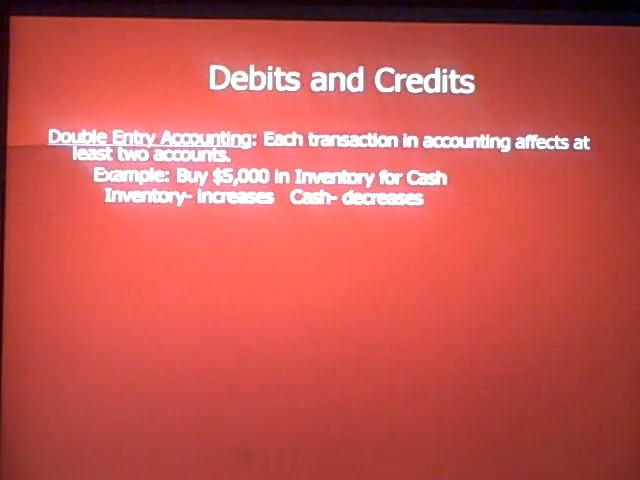 Debits and Credits
Double Entry Accounting: Each transaction in accounting affects at
least two accounts.
Example: Buy $5,000 in Inventory for Cash
Inventory- increases Cash- decreases